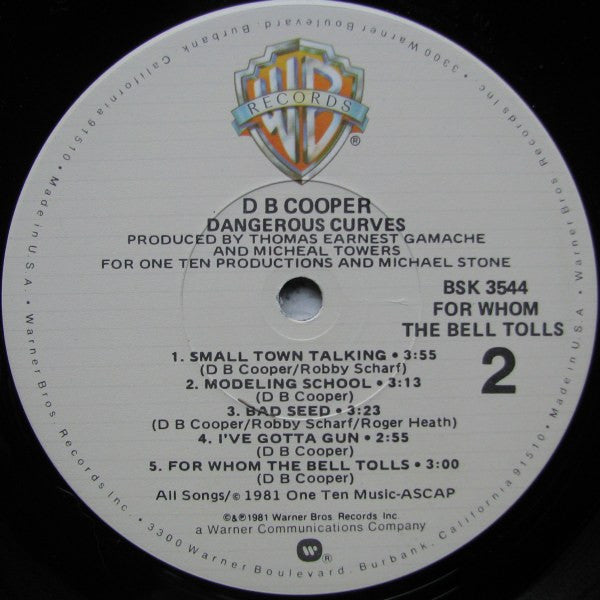 WB
RECORDS
®
D B COOPER
DANGEROUS CURVES
PRODUCED BY THOMAS EARNEST GAMACHE
AND MICHEAL TOWERS
FOR ONE TEN PRODUCTIONS AND MICHAEL STONE
BSK 3544
FOR WHOM
THE BELL TOLLS
2
1. SMALL TOWN TALKING • 3:55
(D B Cooper/Robby Scharf)
2. MODELING SCHOOL • 3:13
(D B Cooper)
3. BAD SEED • 3:23
(D B Cooper/Robby Scharf/Roger Heath)
4. I'VE GOTTA GUN • 2:55
(D B Cooper)
5. FOR WHOM THE BELL TOLLS • 3:00
(D B Cooper)
All Songs/© 1981 One Ten Music-ASCAP
©&℗1981 Warner Bros. Records Inc.
a Warner Communications Company
W ®
Warner Bros. Records Inc. • 3300 Warner Boulevard, Burbank, California 91510 • Made in U.S.A. •
Warner Bros. Records Inc. • 3300 Warner Boulevard, Burbank, California 91510 • Made in U.S.A. •